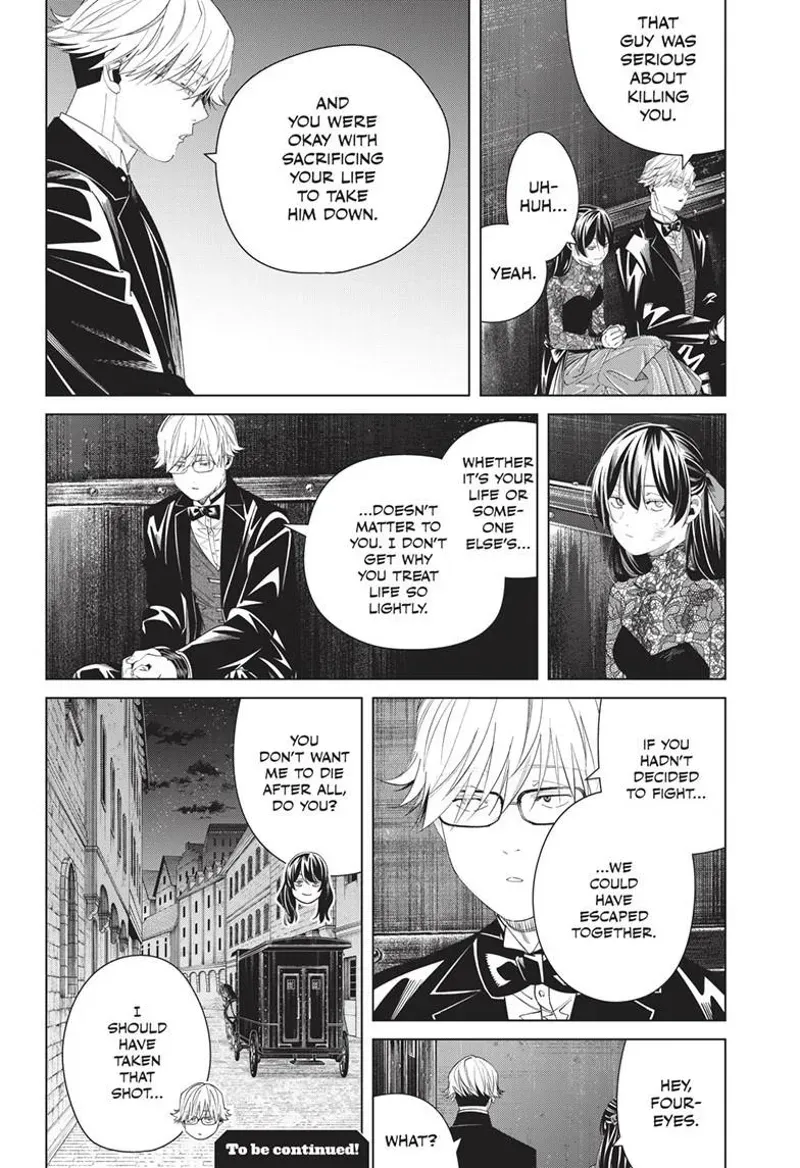 THAT
GUY WAS
SERIOUS
ABOUT
KILLING
YOU.
UH-
HUH...
YEAH.
AND
YOU WERE
OKAY WITH
SACRIFICING
YOUR LIFE
TO TAKE
HIM DOWN.
WHETHER
IT'S YOUR
LIFE OR
SOME-
ONE
ELSE'S...
...DOESN'T
MATTER TO
YOU. I DON'T
GET WHY
YOU TREAT
LIFE SO
LIGHTLY.
IF YOU
HADN'T
DECIDED
TO FIGHT...
...WE
COULD
HAVE
ESCAPED
TOGETHER.
HEY,
FOUR-
EYES.
WHAT?
YOU
DON'T WANT
ME TO DIE
AFTER ALL,
DO YOU?
I
SHOULD
HAVE
TAKEN
THAT
SHOT...
To be continued!